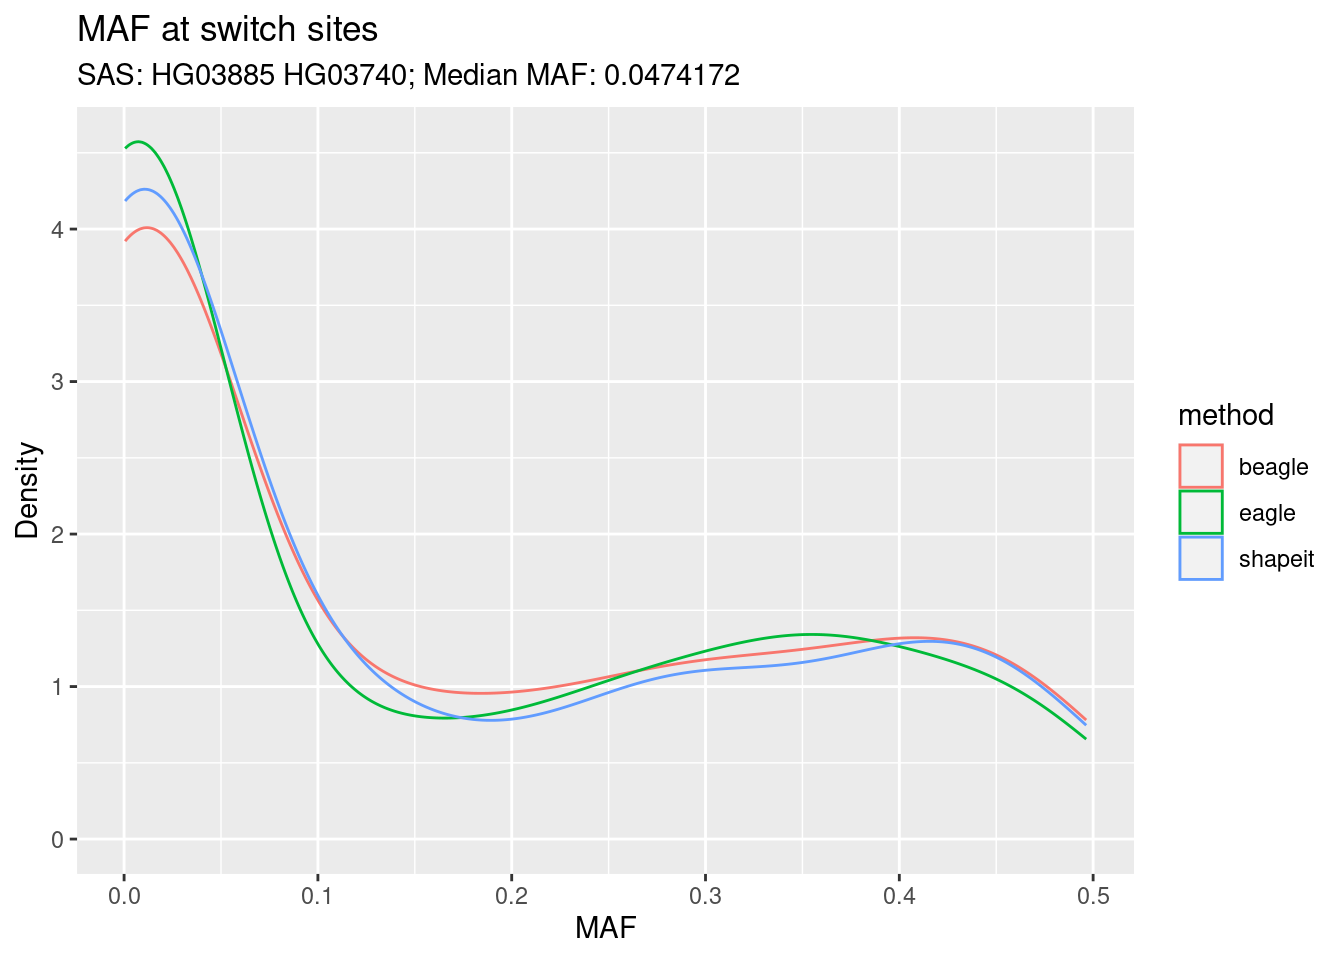 MAF at switch sites
SAS: HG03885 HG03740; Median MAF: 0.0474172
Density
4
3
2
1
0
0.0
0.1
0.2
0.3
0.4
0.5
MAF
method
beagle
eagle
shapeit